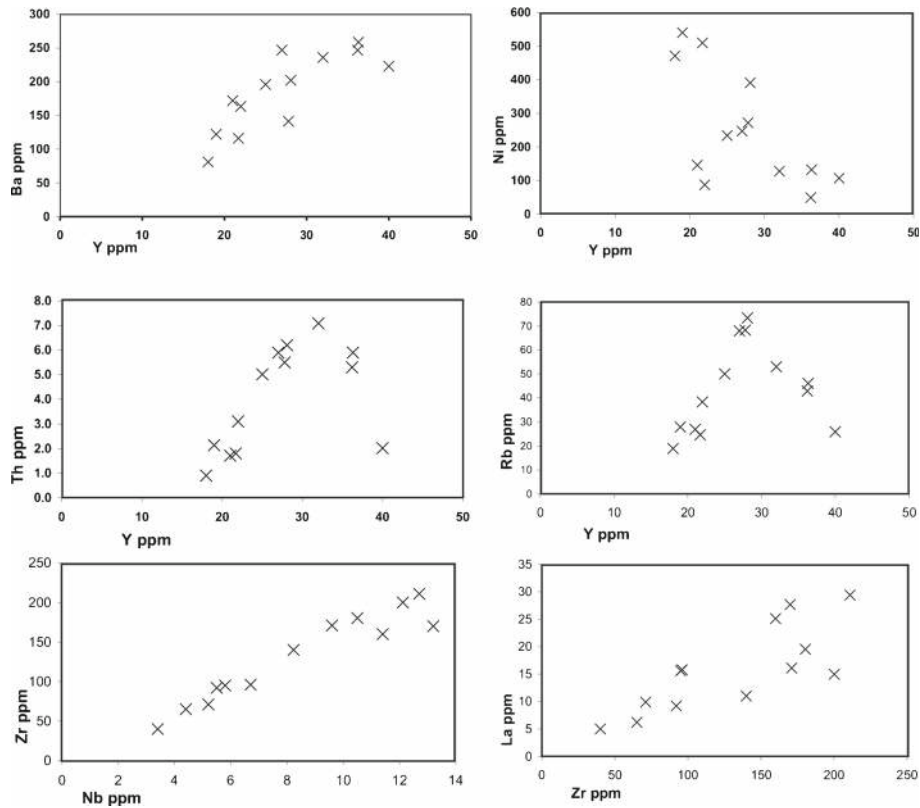 300
250
200
150
100
50
0
Ba ppm
0 10 20 30 40 50
Y ppm
600
500
400
300
200
100
0
Ni ppm
0 10 20 30 40 50
Y ppm
8.0
7.0
6.0
5.0
4.0
3.0
2.0
1.0
0.0
Th ppm
0 10 20 30 40 50
Y ppm
80
70
60
50
40
30
20
10
0
Rb ppm
0 10 20 30 40 50
Y ppm
250
200
150
100
50
0
Zr ppm
0 2 4 6 8 10 12 14
Nb ppm
35
30
25
20
15
10
5
0
La ppm
0 50 100 150 200 250
Zr ppm